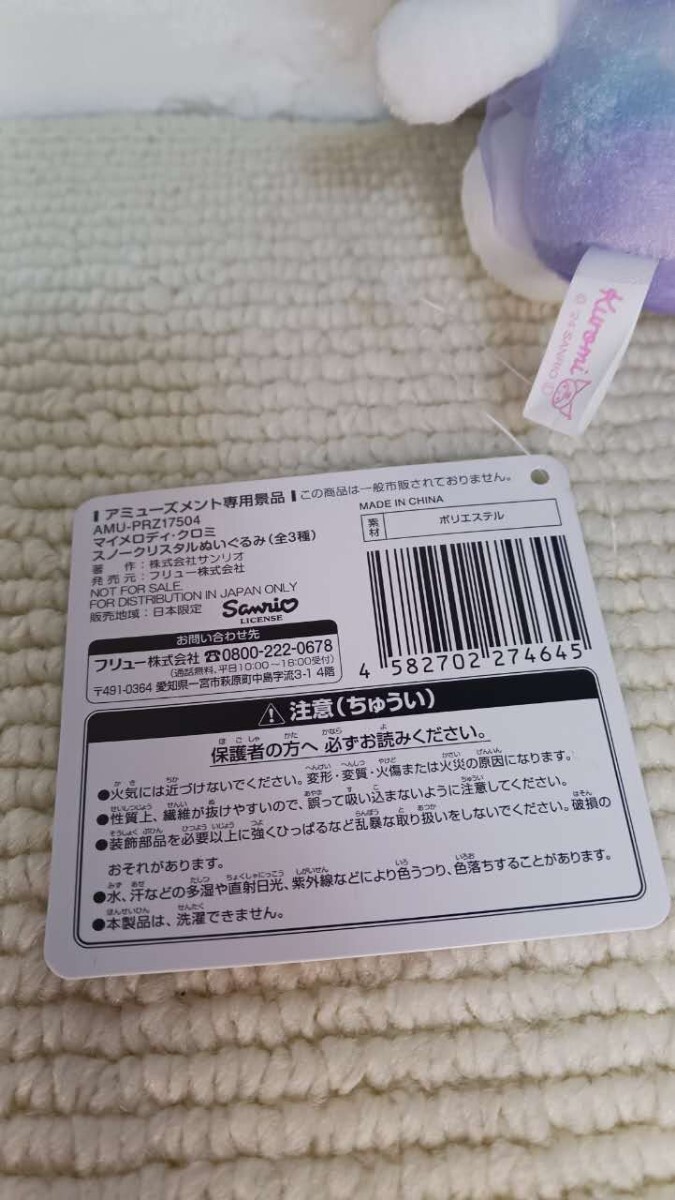 Kuromi
© '24 SANRIO
アミューズメント専用景品
この商品は一般市販されておりません。
AMU-PRZ17504
マイメロディ・クロミ
スノークリスタルぬいぐるみ（全3種）
著　作：株式会社サンリオ
発売元：フリュー株式会社
NOT FOR SALE.
FOR DISTRIBUTION IN JAPAN ONLY
販売地域：日本限定
Sanrio
LICENSE
MADE IN CHINA
素材 ポリエステル
4 582702 274645
お問い合わせ先
フリュー株式会社 ☎0800-222-0678
（通話無料、平日10:00〜18:00受付）
〒491-0364 愛知県一宮市萩原町中島字流3-1 4階
⚠注意（ちゅうい）
保護者の方へ 必ずお読みください。
●火気には近づけないでください。変形・変質・火傷または火災の原因になります。
●性質上、繊維が抜けやすいので、誤って吸い込まないように注意してください。
●装飾部品を必要以上に強くひっぱるなど乱暴な取り扱いをしないでください。破損の
おそれがあります。
●水、汗などの多湿や直射日光、紫外線などにより色うつり、色落ちすることがあります。
●本製品は、洗濯できません。